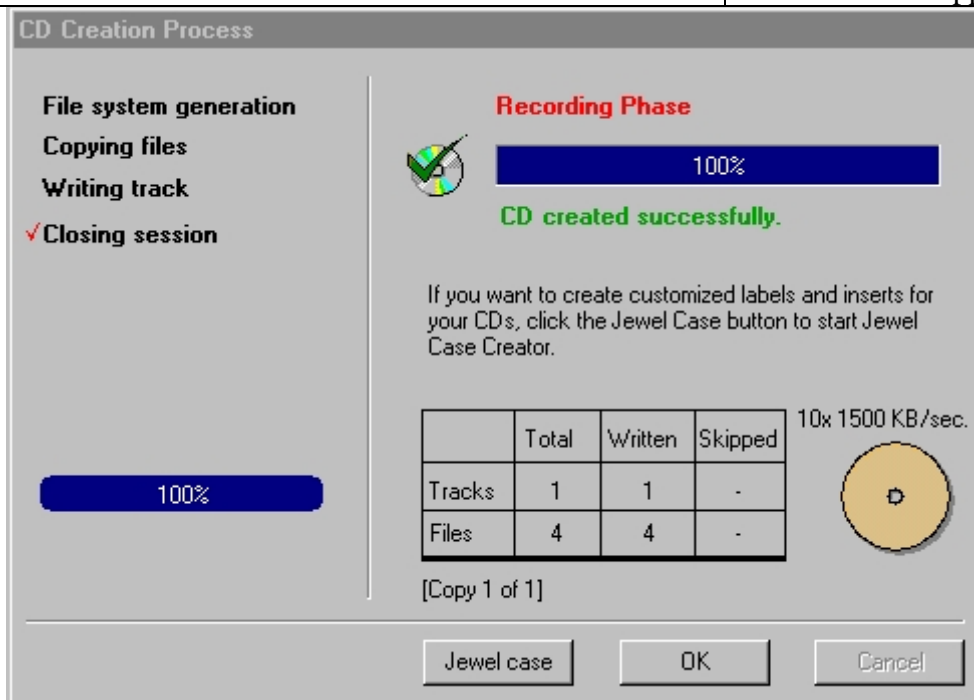 CD Creation Process
File system generation
Copying files
Writing track
✓Closing session
100%
Recording Phase
100%
CD created successfully.
If you want to create customized labels and inserts for
your CDs, click the Jewel Case button to start Jewel
Case Creator.
Total Written Skipped
Tracks 1 1 -
Files 4 4 -
10x 1500 KB/sec.
[Copy 1 of 1]
Jewel case OK Cancel